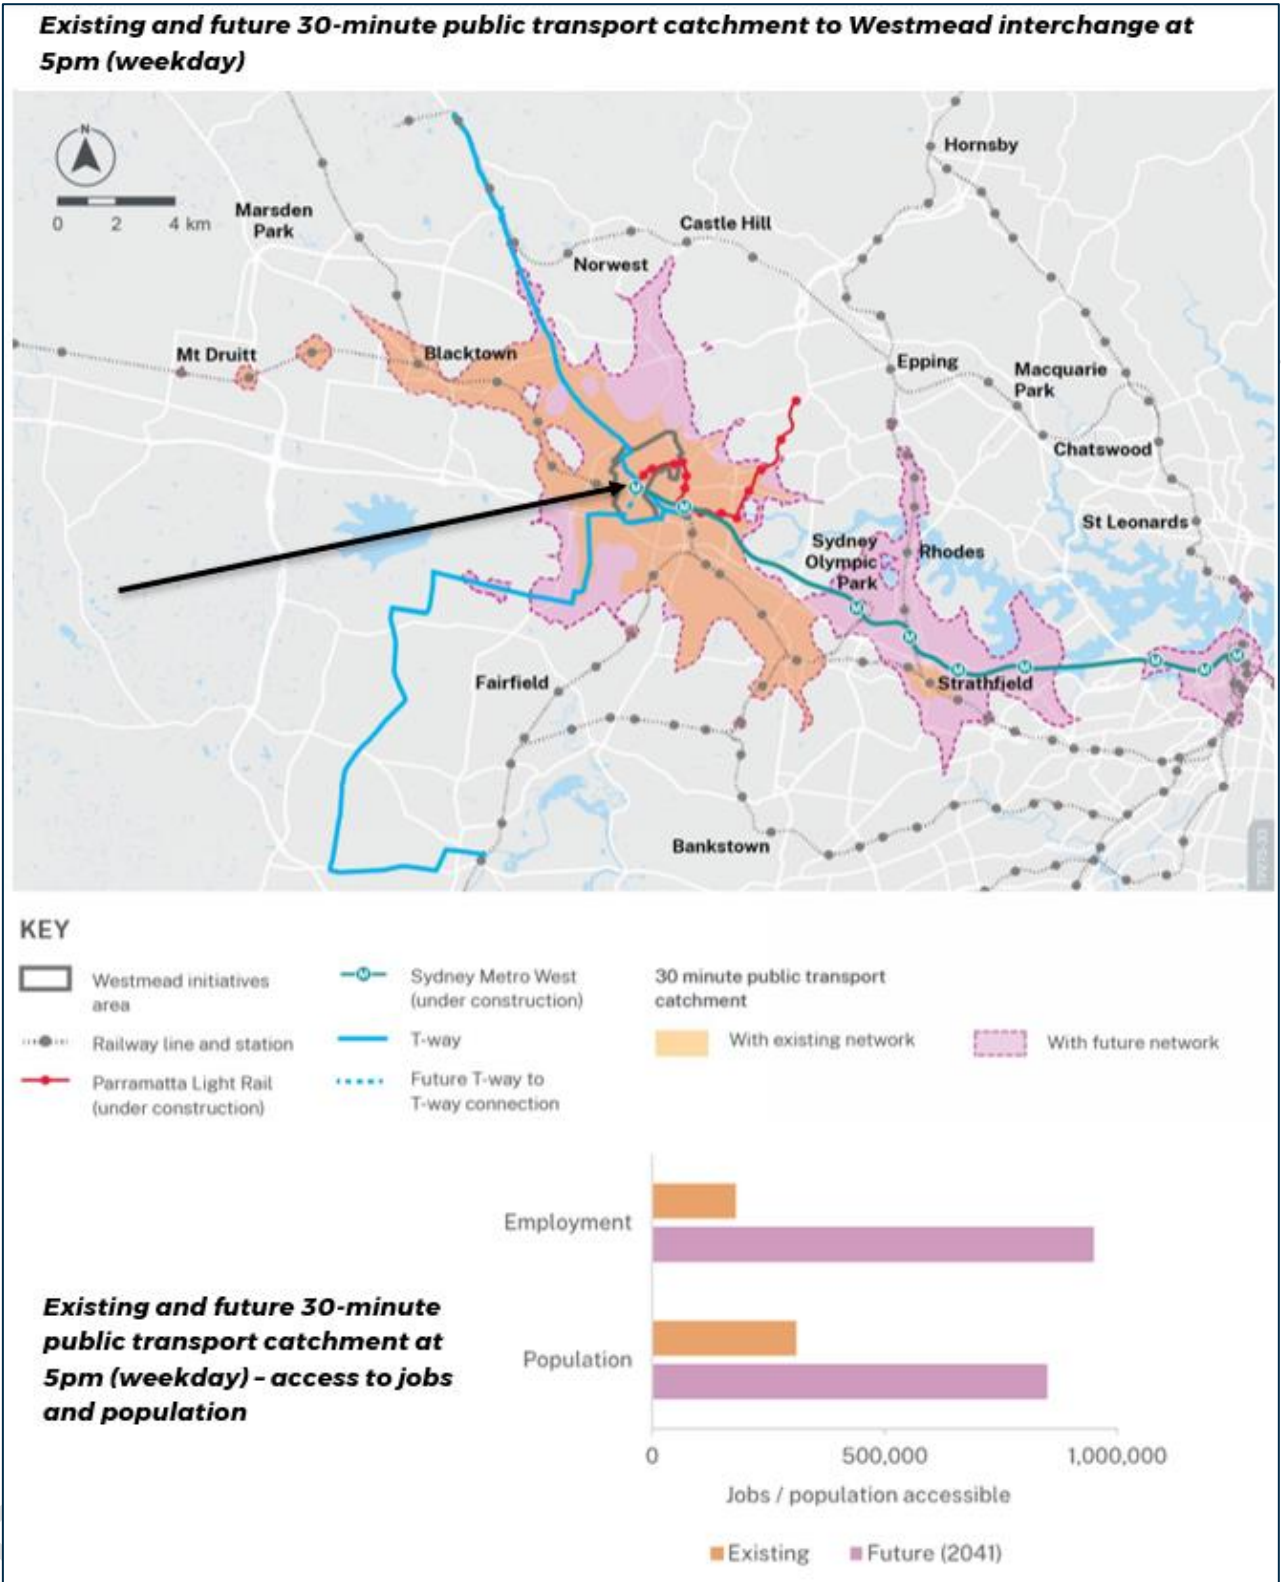 Existing and future 30-minute public transport catchment to Westmead interchange at
5pm (weekday)
N
0 2 4 km
Hornsby
Marsden
Park
Castle Hill
Norwest
Mt Druitt
Blacktown
Epping
Macquarie
Park
Chatswood
M
M
St Leonards
Sydney
Olympic
Park
Rhodes
M
M
M
M
M
M
M
Fairfield
Strathfield
Bankstown
KEY
Westmead initiatives
area
Railway line and station
Parramatta Light Rail
(under construction)
M
Sydney Metro West
(under construction)
T-way
Future T-way to
T-way connection
30 minute public transport
catchment
With existing network
With future network
Employment
Population
Existing and future 30-minute
public transport catchment at
5pm (weekday) – access to jobs
and population
0 500,000 1,000,000
Jobs / population accessible
Existing Future (2041)